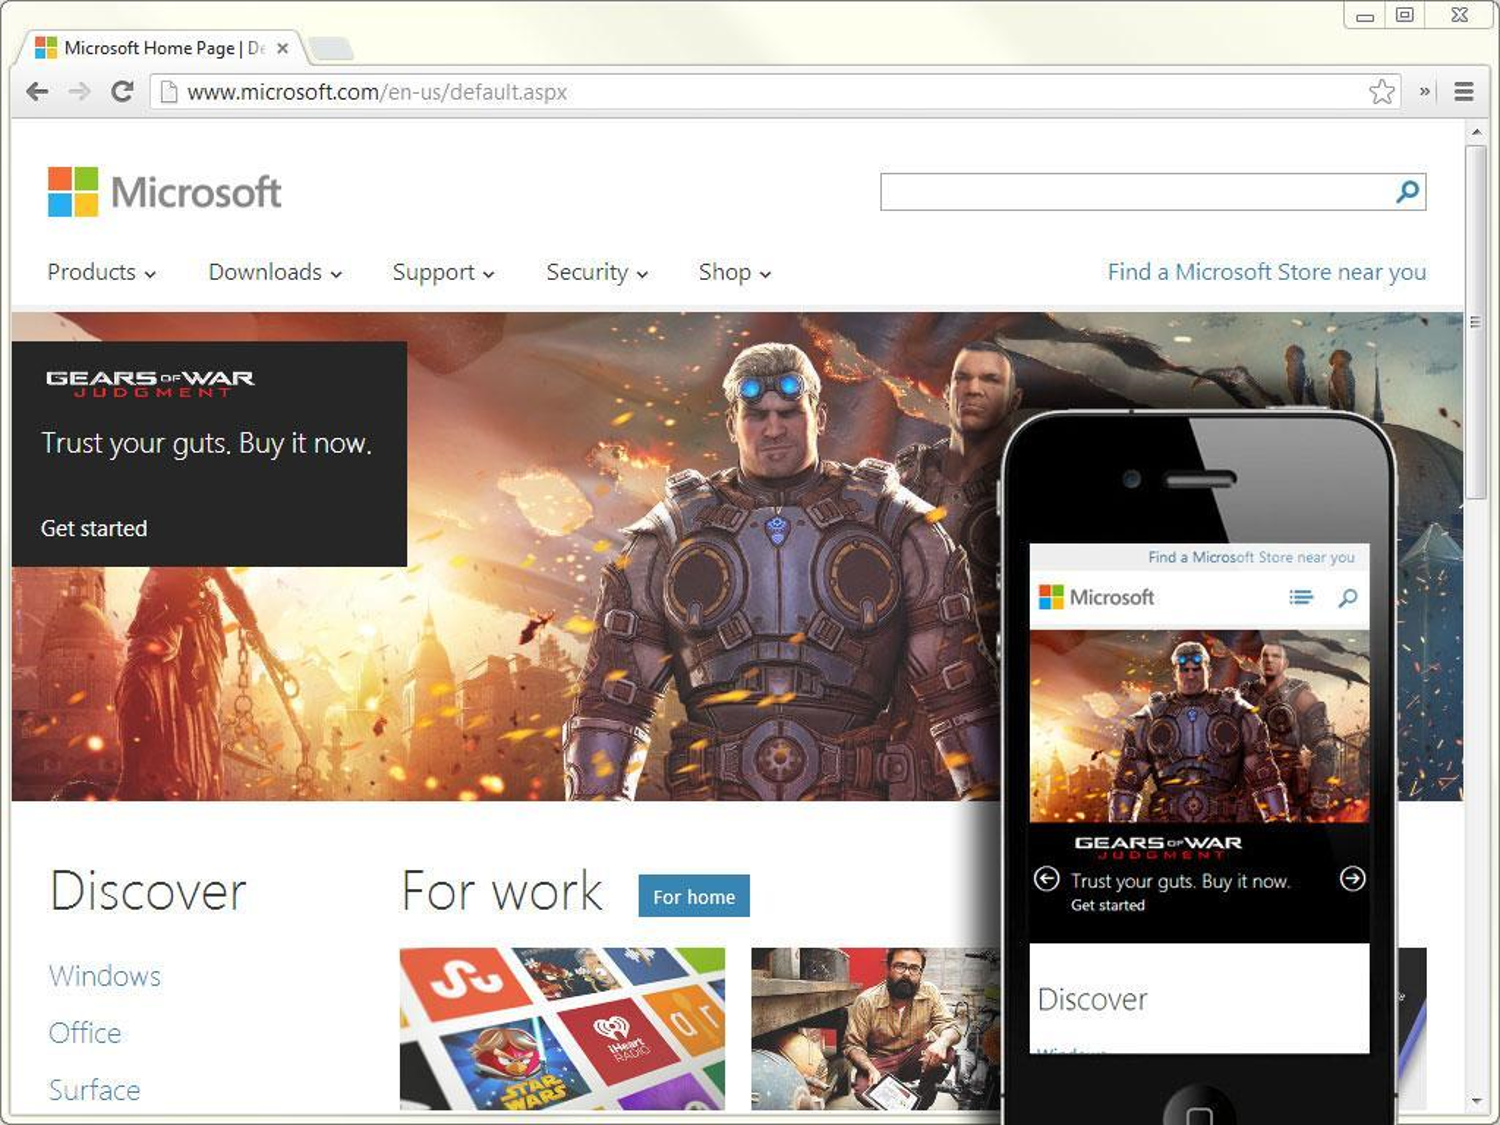 Microsoft Home Page | De
www.microsoft.com/en-us/default.aspx
Microsoft
Products
Downloads
Support
Security
Shop
Find a Microsoft Store near you
GEARS OF WAR
JUDGMENT
Trust your guts. Buy it now.
Get started
Discover
For work
For home
Windows
Office
Surface
iHeart
RADIO
STAR
WARS
Find a Microsoft Store near you
Microsoft
GEARS OF WAR
JUDGMENT
Trust your guts. Buy it now.
Get started
Discover